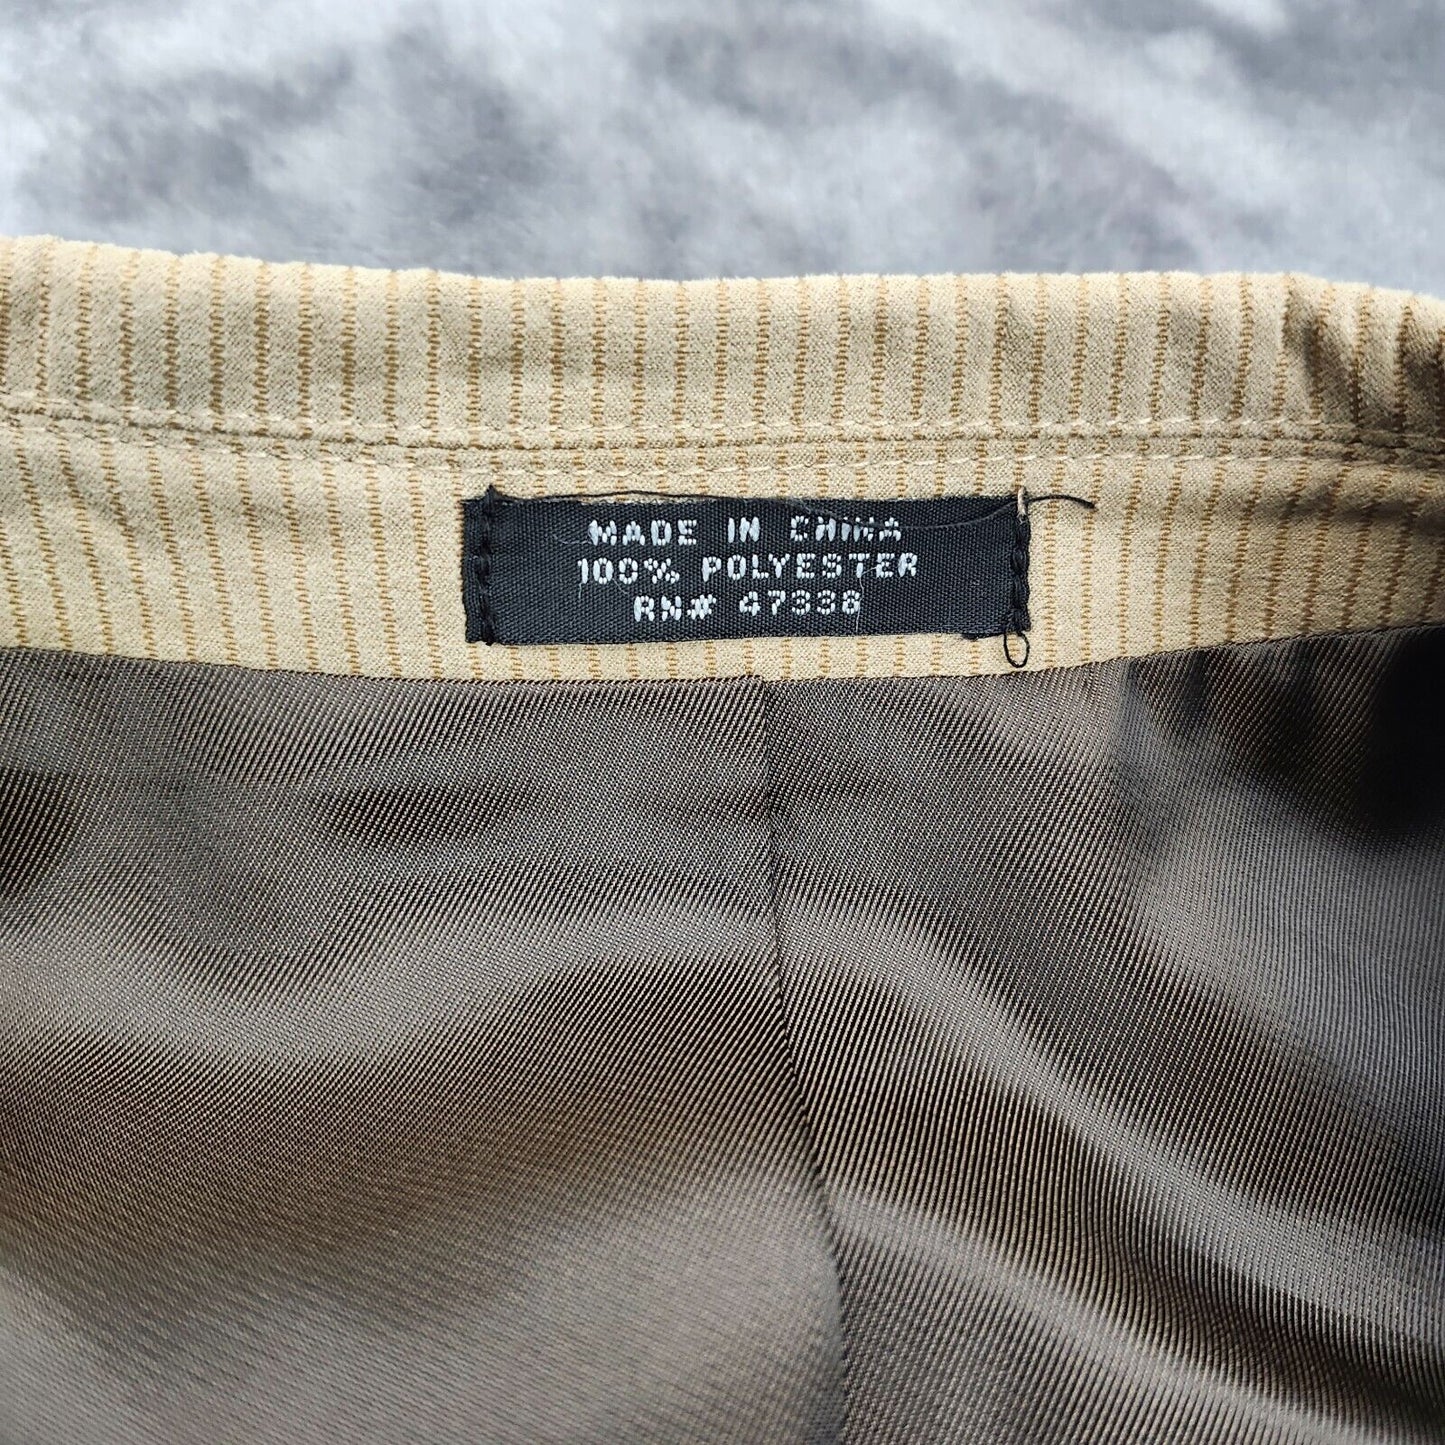 MADE IN CHINA
100% POLYESTER
RN# 47338